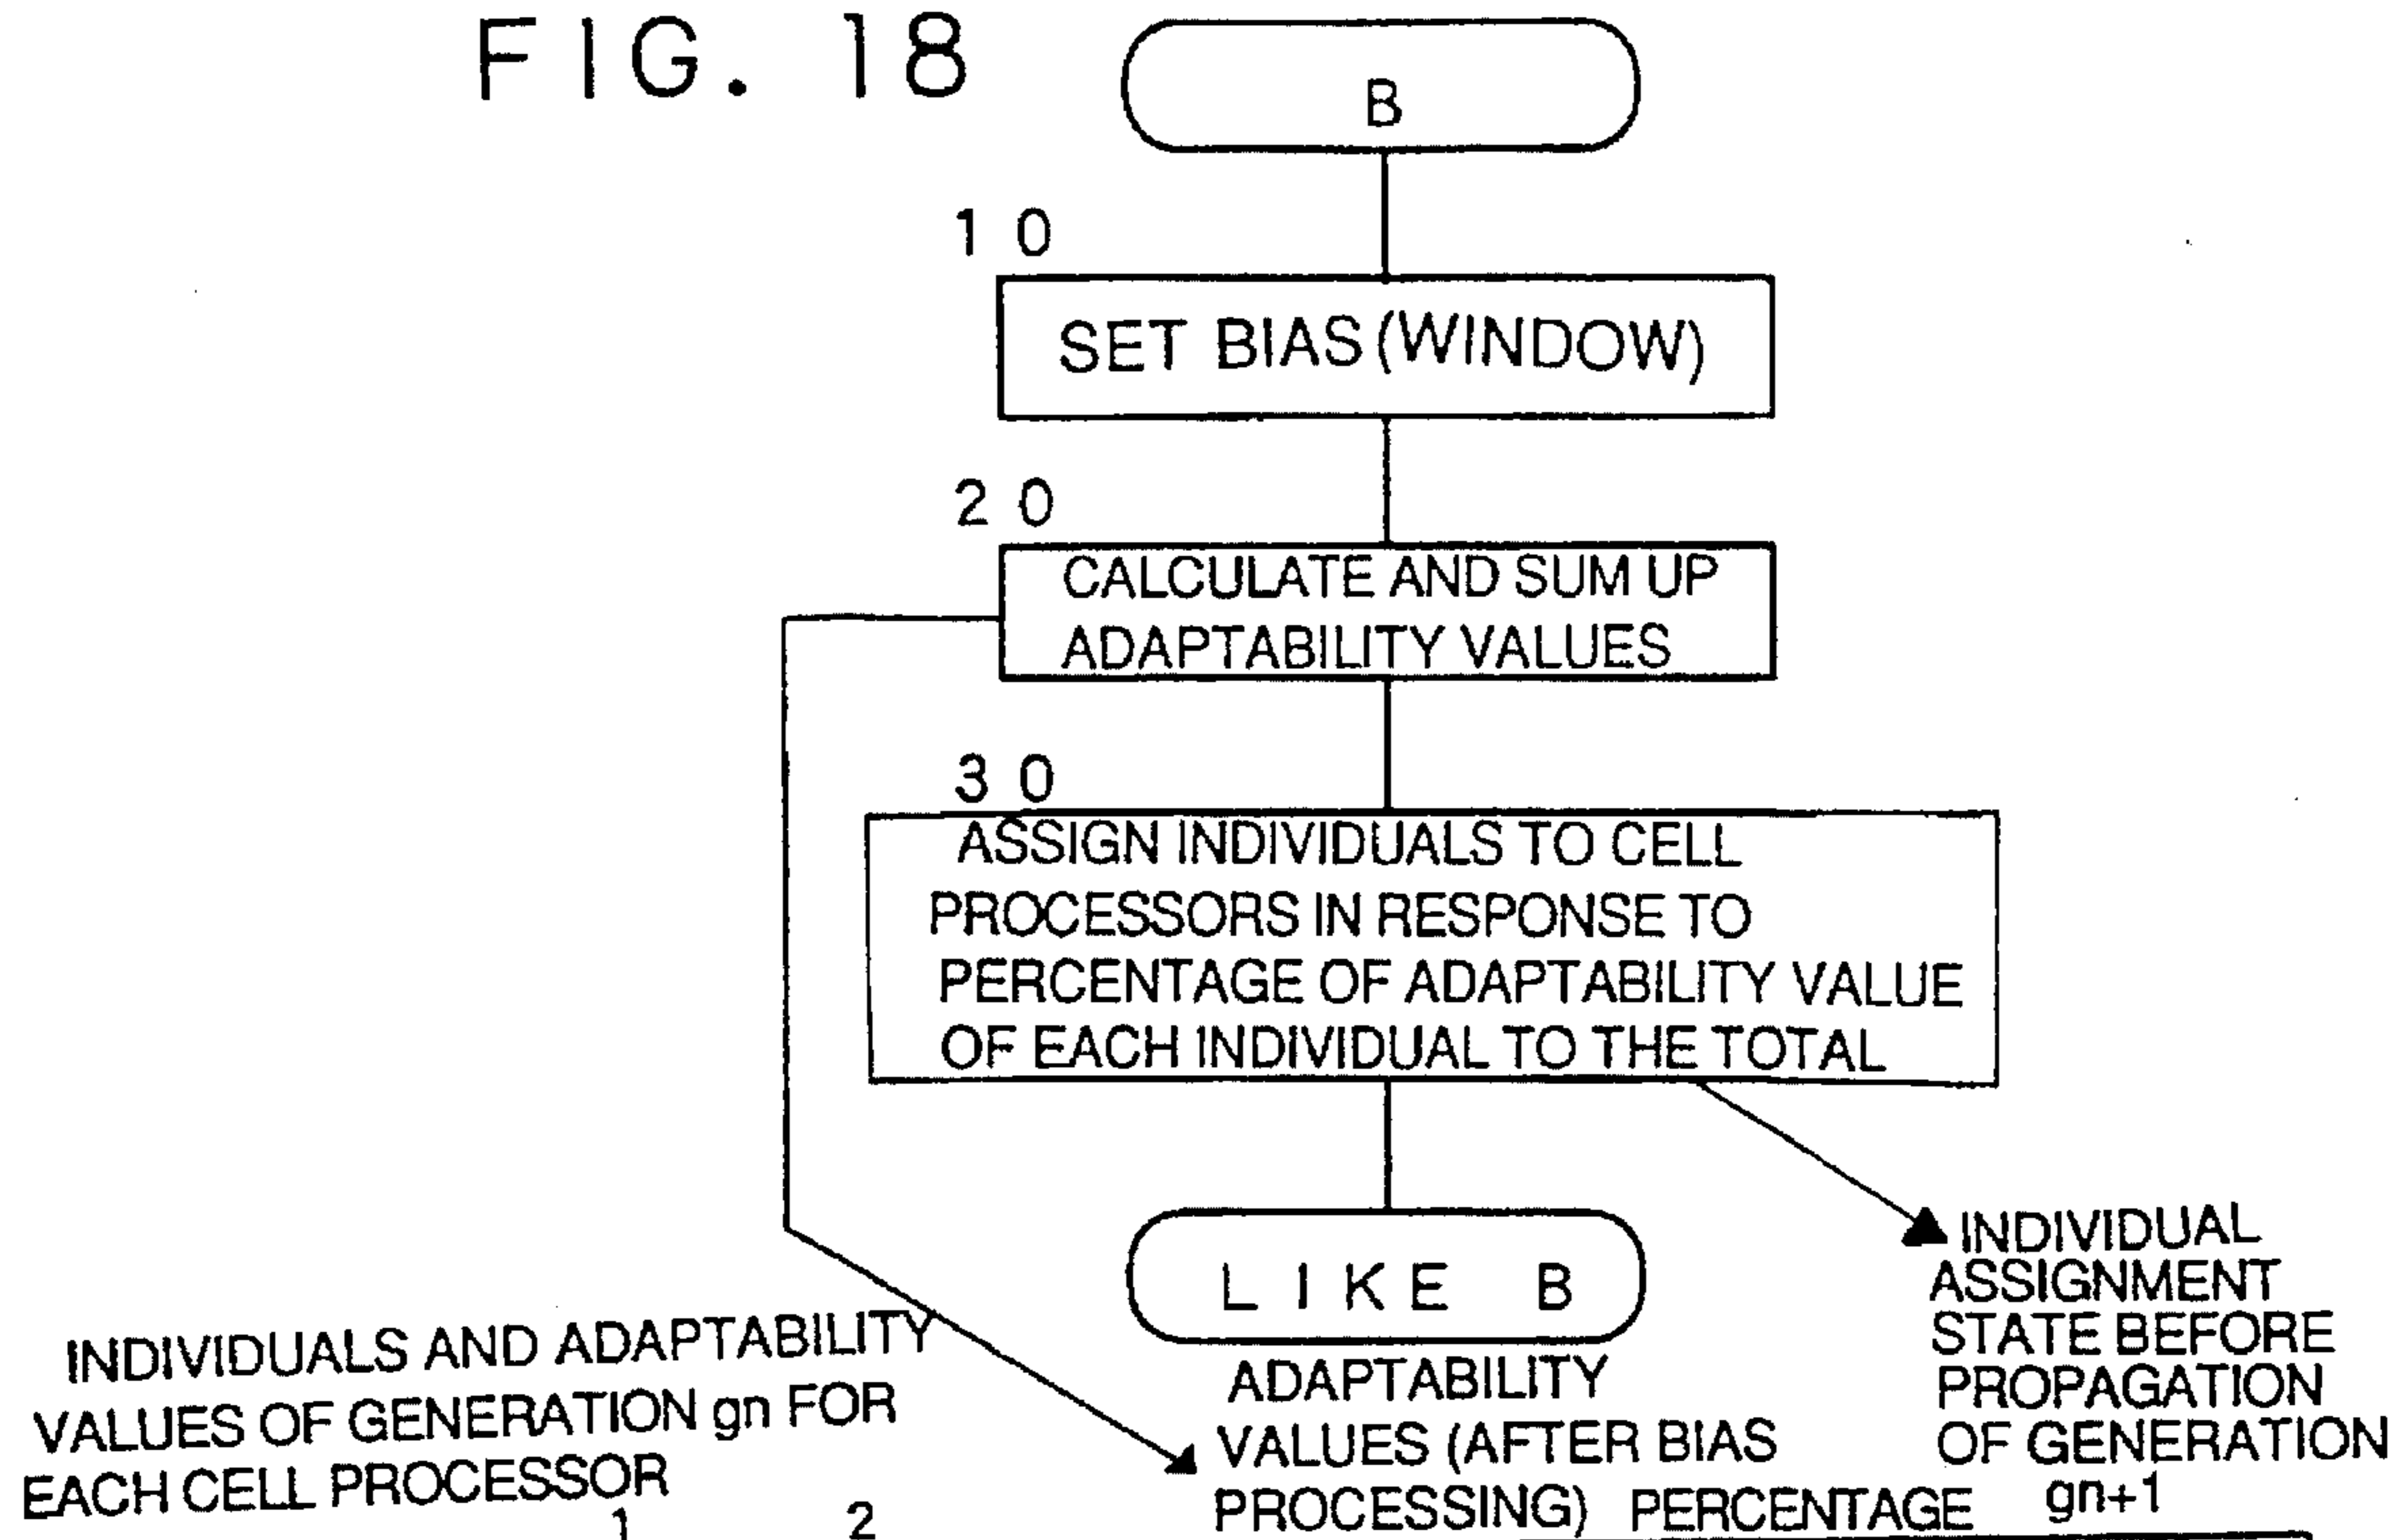 FIG. 18
B
10
SET BIAS (WINDOW)
20
CALCULATE AND SUM UP
ADAPTABILITY VALUES
30
ASSIGN INDIVIDUALS TO CELL
PROCESSORS IN RESPONSE TO
PERCENTAGE OF ADAPTABILITY VALUE
OF EACH INDIVIDUAL TO THE TOTAL
LIKE B
INDIVIDUAL
ASSIGNMENT
STATE BEFORE
PROPAGATION
OF GENERATION
gn+1
INDIVIDUALS AND ADAPTABILITY
VALUES OF GENERATION gn FOR
EACH CELL PROCESSOR
1 2
ADAPTABILITY
VALUES (AFTER BIAS
PROCESSING) PERCENTAGE